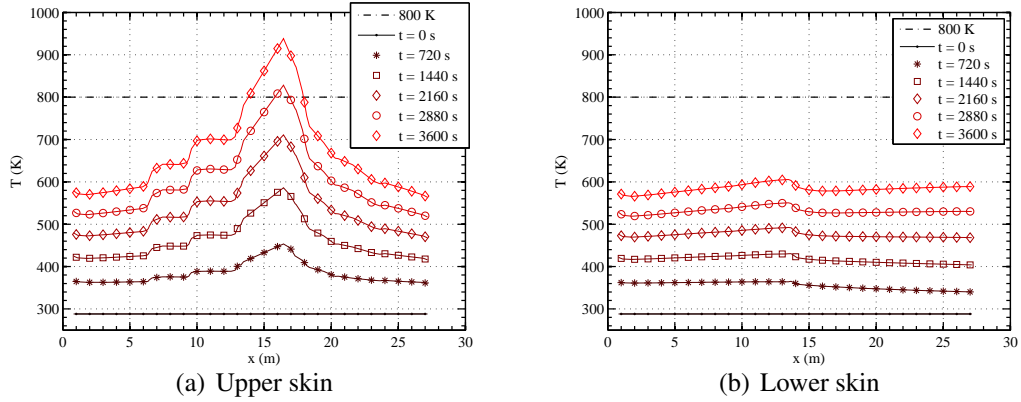 1000
900
800
700
600
500
400
300
0
5
10
15
20
25
30
T (K)
x (m)
800 K
t = 0 s
t = 720 s
t = 1440 s
t = 2160 s
t = 2880 s
t = 3600 s
(a) Upper skin
1000
900
800
700
600
500
400
300
0
5
10
15
20
25
30
T (K)
x (m)
800 K
t = 0 s
t = 720 s
t = 1440 s
t = 2160 s
t = 2880 s
t = 3600 s
(b) Lower skin